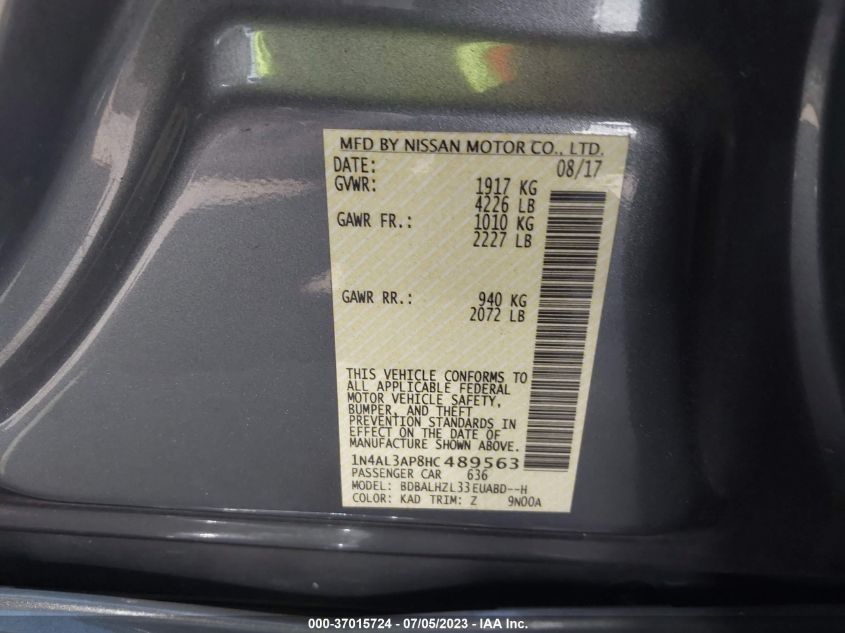 MFD BY NISSAN MOTOR CO., LTD.
DATE: 08/17
GVWR: 1917 KG
4226 LB
GAWR FR.: 1010 KG
2227 LB
GAWR RR.: 940 KG
2072 LB
THIS VEHICLE CONFORMS TO
ALL APPLICABLE FEDERAL
MOTOR VEHICLE SAFETY,
BUMPER, AND THEFT
PREVENTION STANDARDS IN
EFFECT ON THE DATE OF
MANUFACTURE SHOWN ABOVE.
1N4AL3AP8HC489563
PASSENGER CAR 636
MODEL: BDBALHZL33EUABD--H
COLOR: KAD TRIM: Z 9N00A
000-37015724 - 07/05/2023 - © IAA Holdings, LLC.